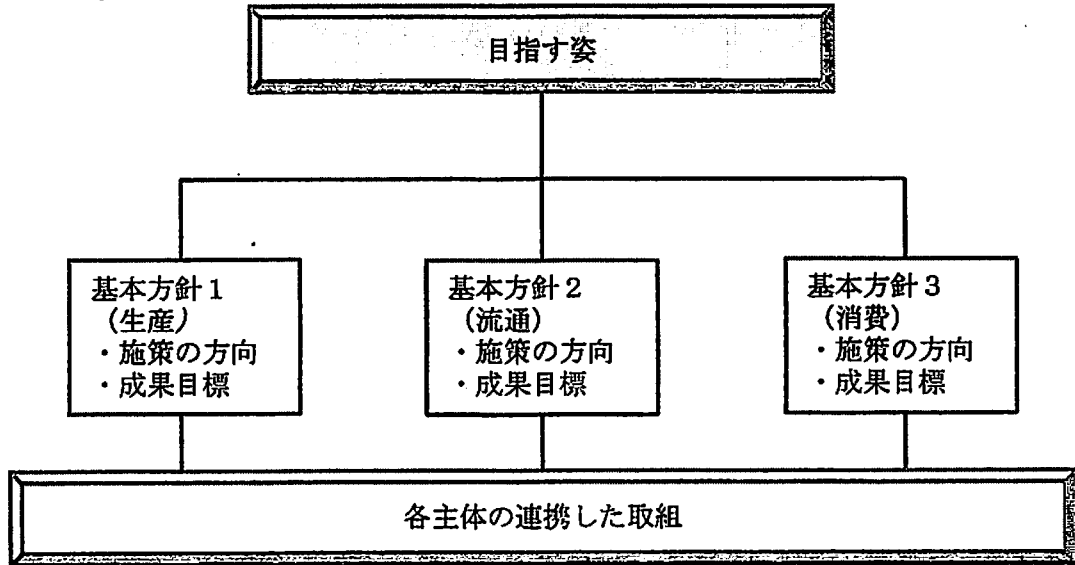 目指す姿
基本方針1
(生産)
・施策の方向
・成果目標
基本方針2
(流通)
・施策の方向
・成果目標
基本方針3
(消費)
・施策の方向
・成果目標
各主体の連携した取組